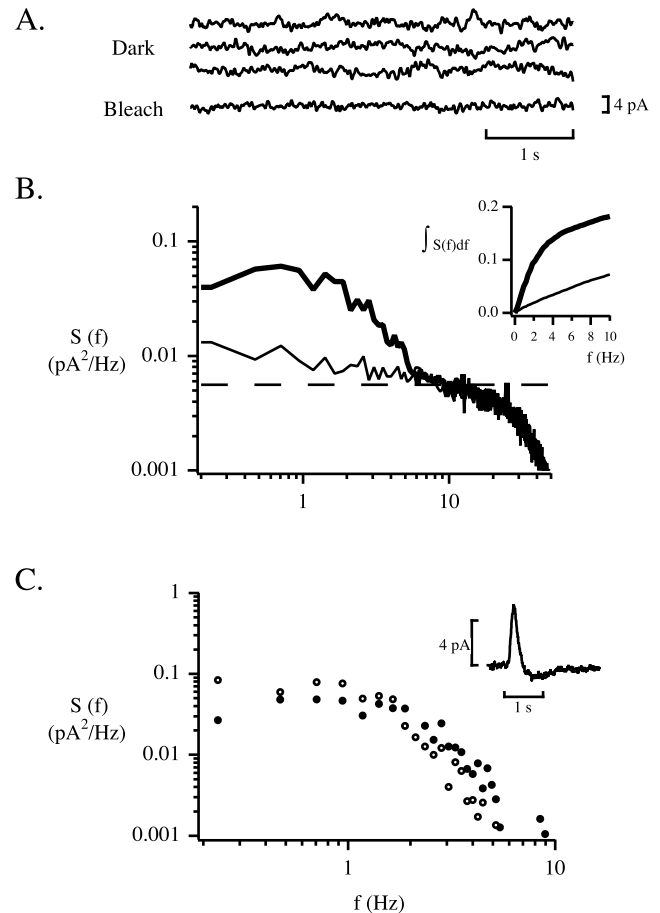 A.
Dark
Bleach
4 pA
1 s
B.
0.1
S (f)
(pA²/Hz)
0.01
0.001
1
10
0.2
∫ S(f)df
0.1
0.0
0 2 4 6 8 10
f (Hz)
C.
1
0.1
S (f)
(pA²/Hz)
0.01
0.001
1
10
f (Hz)
4 pA
1 s